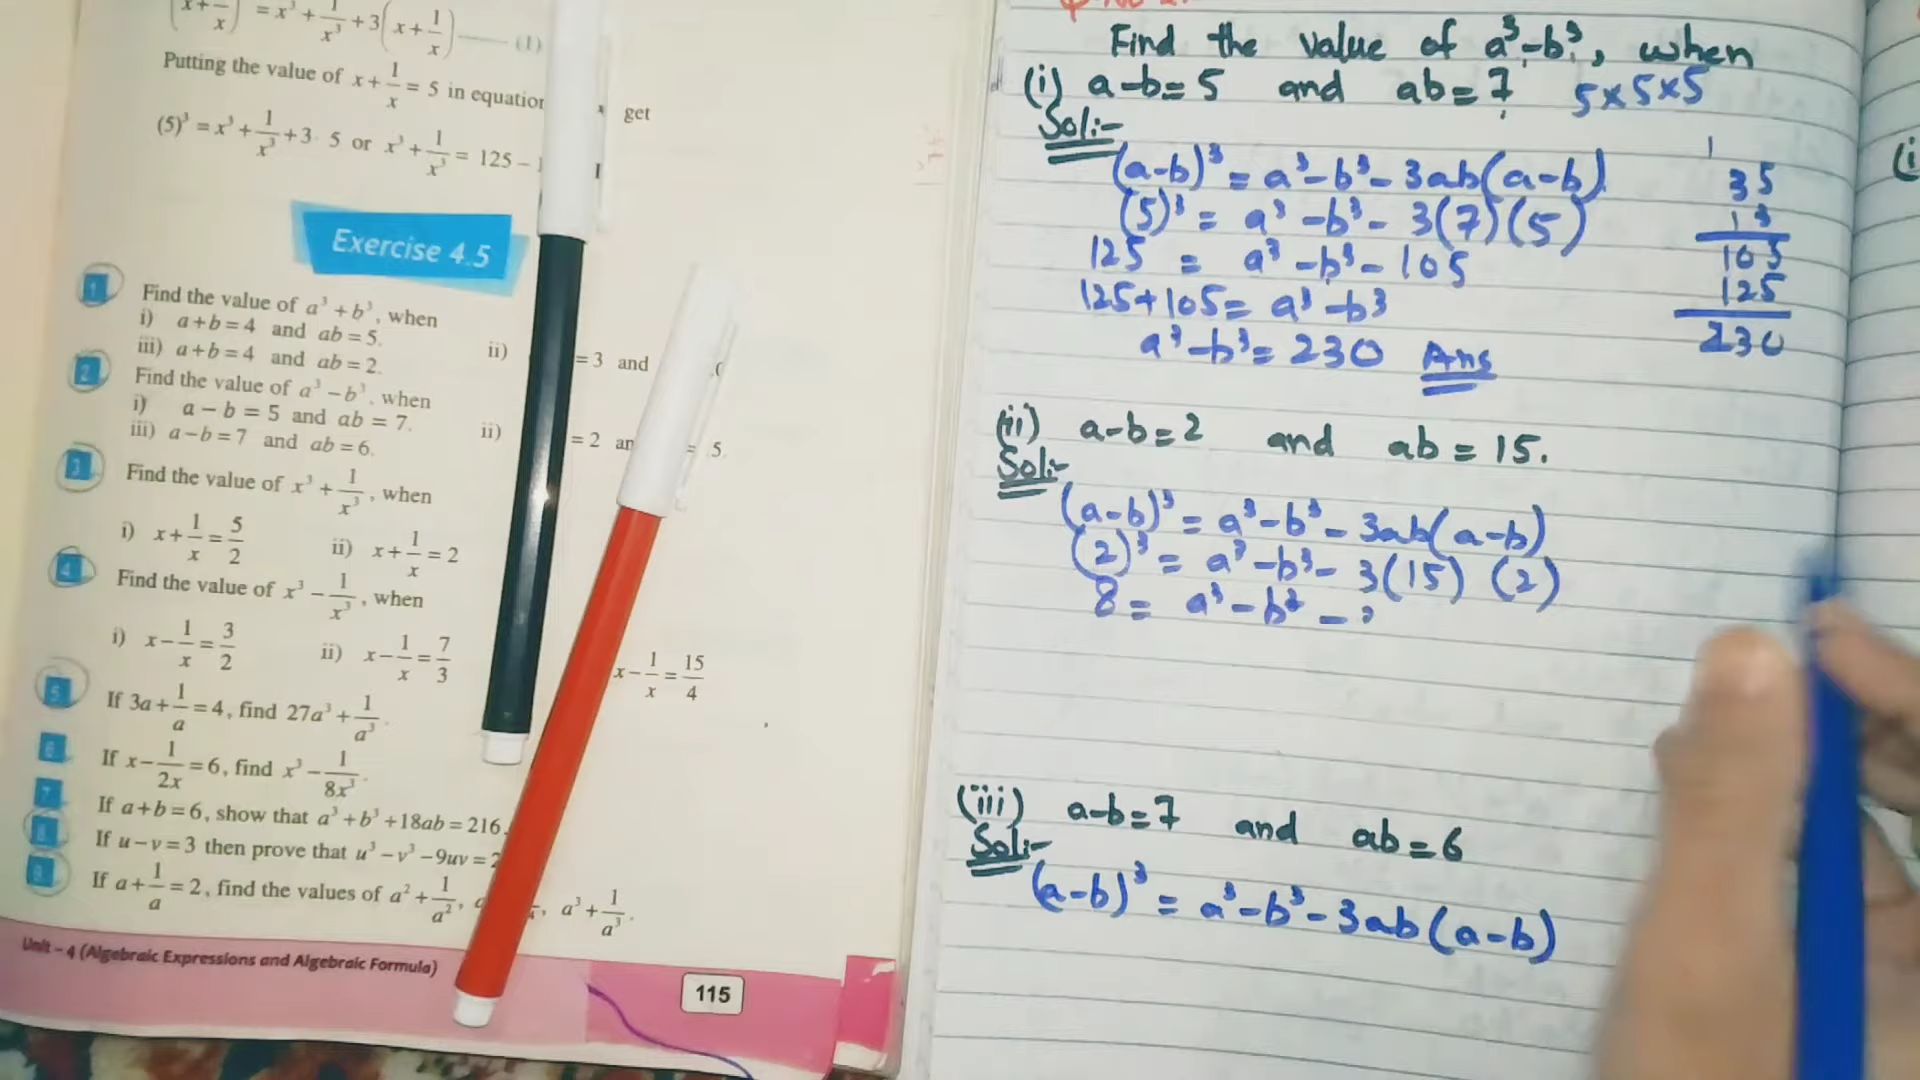 = x³ + 1/x³ + 3(x + 1/x) —— (1)
Putting the value of x + 1/x = 5 in equation get
(5)³ = x³ + 1/x³ + 3· 5 or x³ + 1/x³ = 125 –
Exercise 4.5
1 Find the value of a³ + b³, when
i) a + b = 4 and ab = 5. ii) = 3 and
iii) a + b = 4 and ab = 2.
2 Find the value of a³ – b³, when
i) a – b = 5 and ab = 7. ii) = 2 = 5.
iii) a – b = 7 and ab = 6.
3 Find the value of x³ + 1/x³, when
i) x + 1/x = 5/2 ii) x + 1/x = 2
4 Find the value of x³ – 1/x³, when
i) x – 1/x = 3/2 ii) x – 1/x = 7/3 x – 1/x = 15/4
5 If 3a + 1/a = 4, find 27a³ + 1/a³.
6 If x – 1/2x = 6, find x³ – 1/8x³.
7 If a + b = 6, show that a³ + b³ + 18ab = 216.
8 If u – v = 3 then prove that u³ – v³ – 9uv =
9 If a + 1/a = 2, find the values of a² + 1/a², a³ + 1/a³.
Unit – 4 (Algebraic Expressions and Algebraic Formula)
115
Find the value of a³-b³, when
(i) a-b=5 and ab=7 5×5×5
Sol:-
(a-b)³ = a³-b³-3ab(a-b)
(5)³ = a³-b³-3(7)(5)
125 = a³-b³-105
125+105= a³-b³
a³-b³=230 Ans
1
35
13
105
125
230
(ii) a-b=2 and ab=15.
Sol:-
(a-b)³ = a³-b³-3ab(a-b)
(2)³ = a³-b³-3(15)(2)
8= a³-b²-
(iii) a-b=7 and ab=6
Sol:-
(a-b)³ = a³-b³-3ab(a-b)
(i